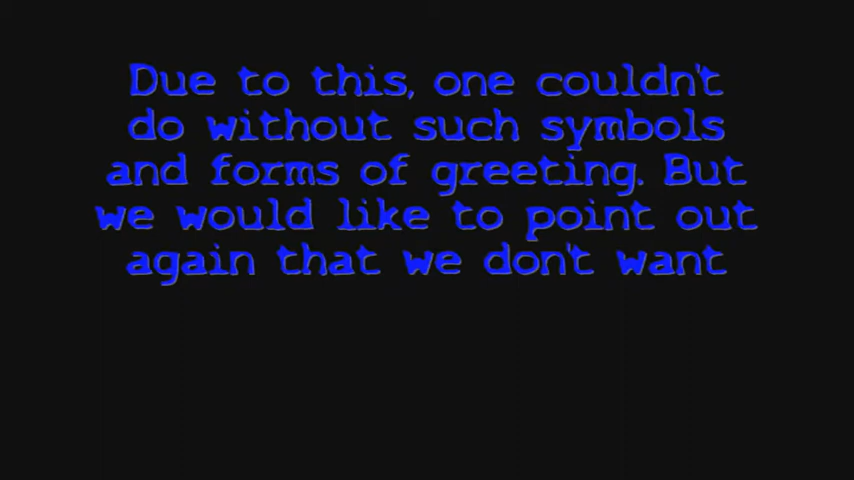 Due to this, one couldn't
do without such symbols
and forms of greeting. But
we would like to point out
again that we don't want